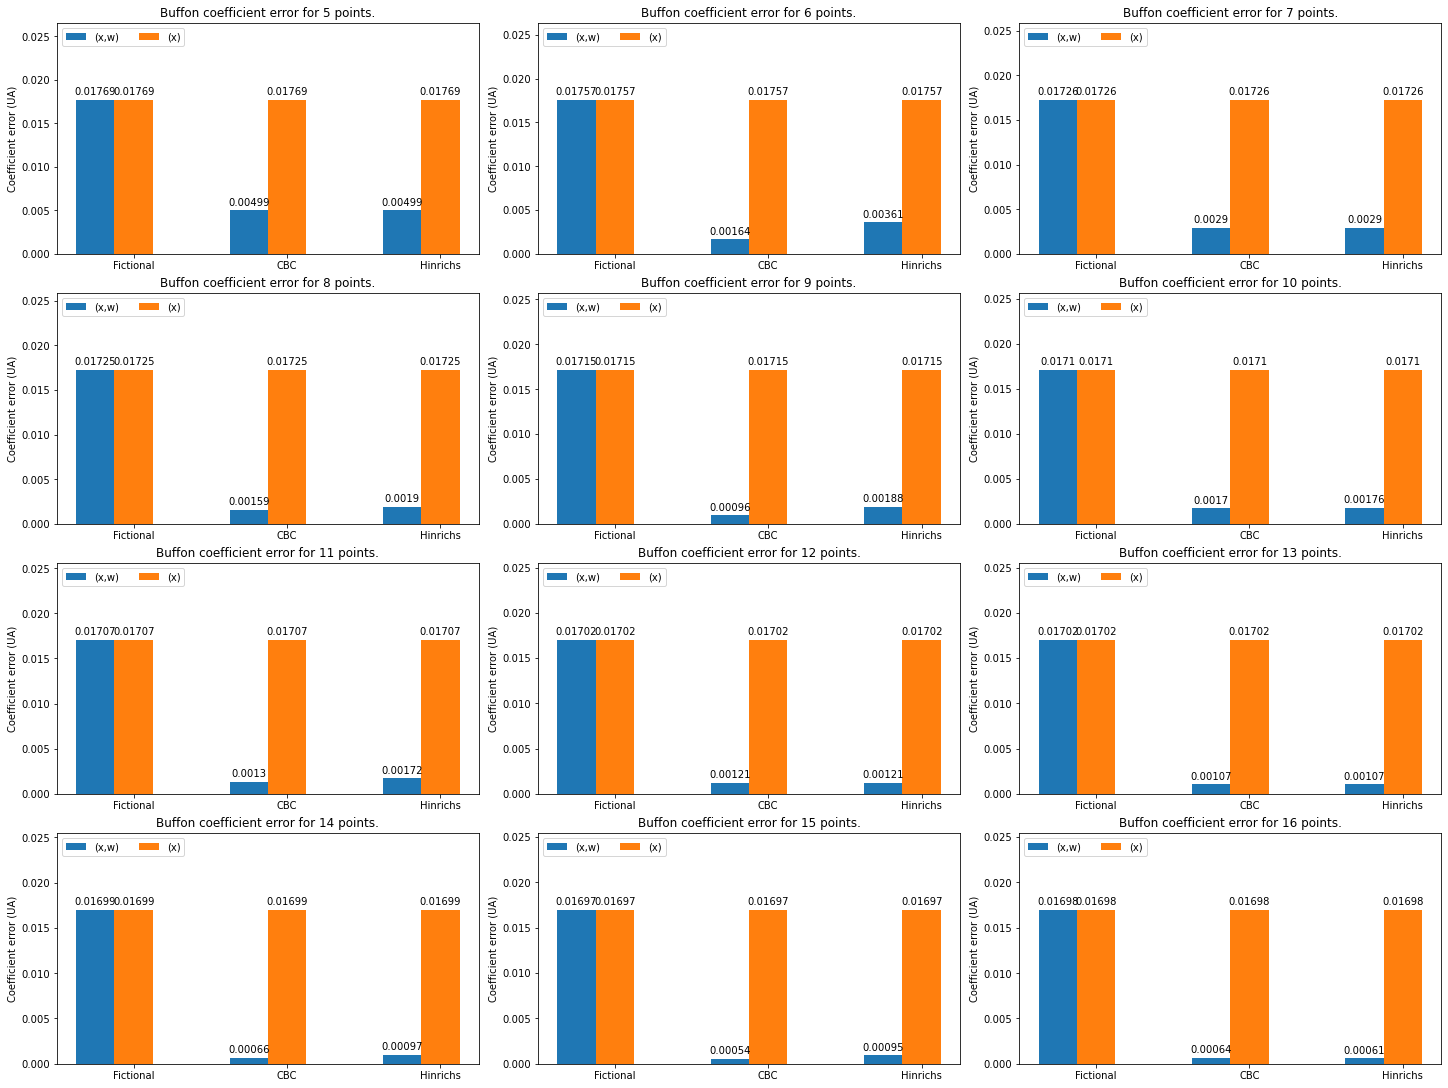 Buffon coefficient error for 5 points.
Coefficient error (UA)
0.025
0.020
0.015
0.010
0.005
0.000
(x,w) (x)
0.01769 0.01769 0.01769 0.01769
0.00499 0.00499
Fictional CBC Hinrichs
Buffon coefficient error for 6 points.
Coefficient error (UA)
0.025
0.020
0.015
0.010
0.005
0.000
(x,w) (x)
0.01757 0.01757 0.01757 0.01757
0.00164 0.00361
Fictional CBC Hinrichs
Buffon coefficient error for 7 points.
Coefficient error (UA)
0.025
0.020
0.015
0.010
0.005
0.000
(x,w) (x)
0.01726 0.01726 0.01726 0.01726
0.0029 0.0029
Fictional CBC Hinrichs
Buffon coefficient error for 8 points.
Coefficient error (UA)
0.025
0.020
0.015
0.010
0.005
0.000
(x,w) (x)
0.01725 0.01725 0.01725 0.01725
0.00159 0.0019
Fictional CBC Hinrichs
Buffon coefficient error for 9 points.
Coefficient error (UA)
0.025
0.020
0.015
0.010
0.005
0.000
(x,w) (x)
0.01715 0.01715 0.01715 0.01715
0.00096 0.00188
Fictional CBC Hinrichs
Buffon coefficient error for 10 points.
Coefficient error (UA)
0.025
0.020
0.015
0.010
0.005
0.000
(x,w) (x)
0.0171 0.0171 0.0171 0.0171
0.0017 0.00176
Fictional CBC Hinrichs
Buffon coefficient error for 11 points.
Coefficient error (UA)
0.025
0.020
0.015
0.010
0.005
0.000
(x,w) (x)
0.01707 0.01707 0.01707 0.01707
0.0013 0.00172
Fictional CBC Hinrichs
Buffon coefficient error for 12 points.
Coefficient error (UA)
0.025
0.020
0.015
0.010
0.005
0.000
(x,w) (x)
0.01702 0.01702 0.01702 0.01702
0.00121 0.00121
Fictional CBC Hinrichs
Buffon coefficient error for 13 points.
Coefficient error (UA)
0.025
0.020
0.015
0.010
0.005
0.000
(x,w) (x)
0.01702 0.01702 0.01702 0.01702
0.00107 0.00107
Fictional CBC Hinrichs
Buffon coefficient error for 14 points.
Coefficient error (UA)
0.025
0.020
0.015
0.010
0.005
0.000
(x,w) (x)
0.01699 0.01699 0.01699 0.01699
0.00066 0.00097
Fictional CBC Hinrichs
Buffon coefficient error for 15 points.
Coefficient error (UA)
0.025
0.020
0.015
0.010
0.005
0.000
(x,w) (x)
0.01697 0.01697 0.01697 0.01697
0.00054 0.00095
Fictional CBC Hinrichs
Buffon coefficient error for 16 points.
Coefficient error (UA)
0.025
0.020
0.015
0.010
0.005
0.000
(x,w) (x)
0.01698 0.01698 0.01698 0.01698
0.00064 0.00061
Fictional CBC Hinrichs